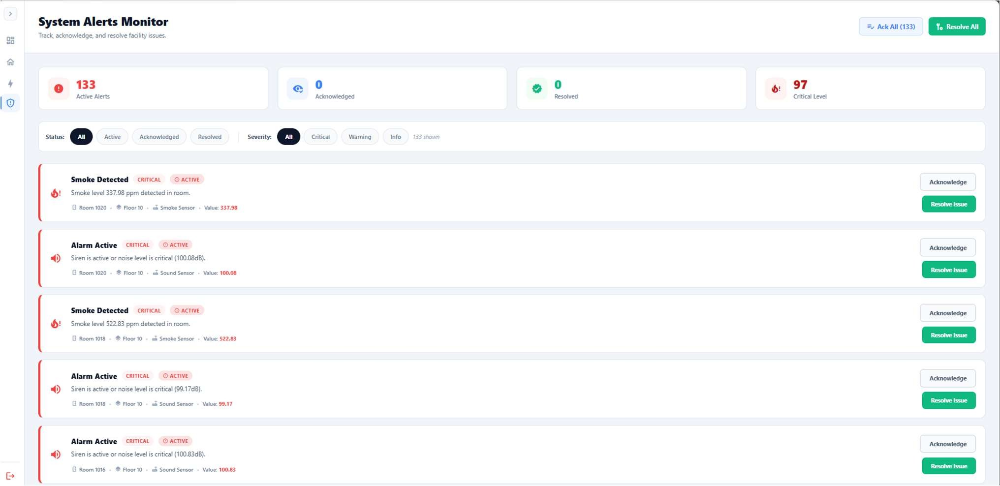 System Alerts Monitor
Track, acknowledge, and resolve facility issues.
Ack All (133)
Resolve All
133
Active Alerts
0
Acknowledged
0
Resolved
97
Critical Level
Status: All Active Acknowledged Resolved Severity: All Critical Warning Info 133 shown
Smoke Detected CRITICAL ACTIVE
Smoke level 337.98 ppm detected in room.
Room 1020 • Floor 10 • Smoke Sensor • Value: 337.98
Acknowledge
Resolve Issue
Alarm Active CRITICAL ACTIVE
Siren is active or noise level is critical (100.08dB).
Room 1020 • Floor 10 • Sound Sensor • Value: 100.08
Acknowledge
Resolve Issue
Smoke Detected CRITICAL ACTIVE
Smoke level 522.83 ppm detected in room.
Room 1018 • Floor 10 • Smoke Sensor • Value: 522.83
Acknowledge
Resolve Issue
Alarm Active CRITICAL ACTIVE
Siren is active or noise level is critical (99.17dB).
Room 1018 • Floor 10 • Sound Sensor • Value: 99.17
Acknowledge
Resolve Issue
Alarm Active CRITICAL ACTIVE
Siren is active or noise level is critical (100.83dB).
Room 1016 • Floor 10 • Sound Sensor • Value: 100.83
Acknowledge
Resolve Issue